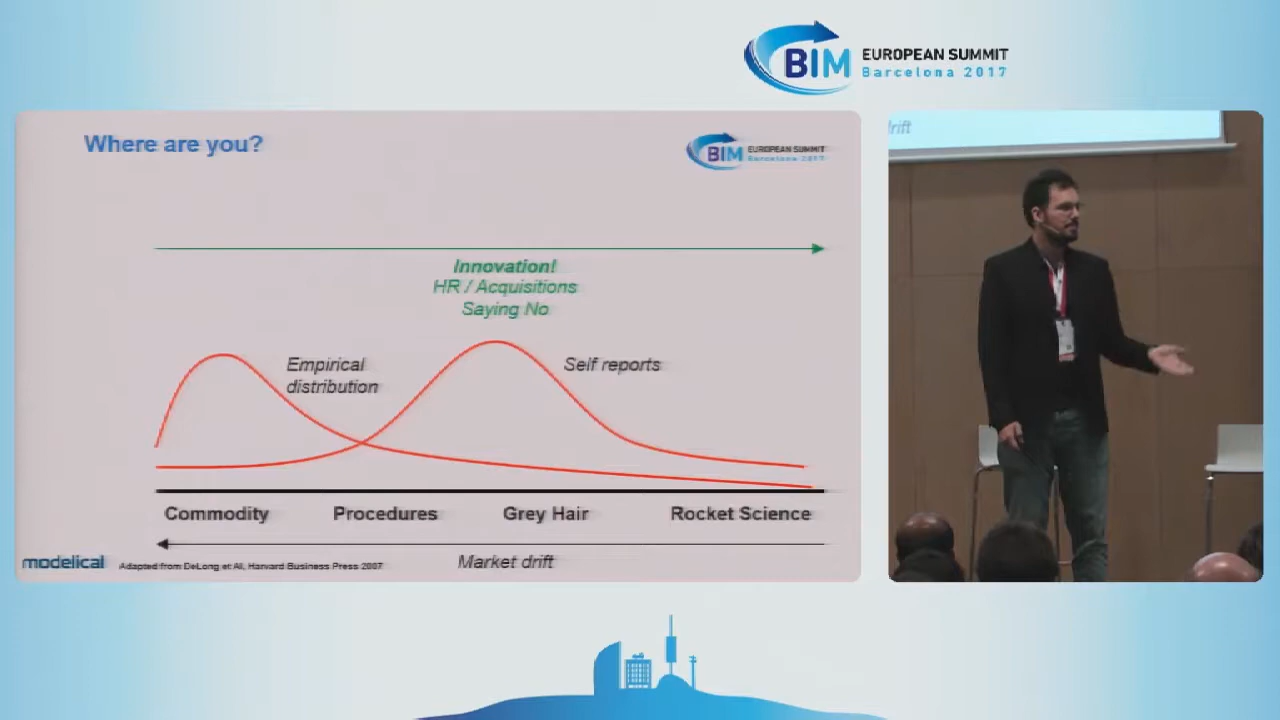 BIM EUROPEAN SUMMIT
Barcelona 2017
Where are you?
BIM EUROPEAN SUMMIT
Barcelona 2017
Innovation!
HR / Acquisitions
Saying No
Empirical
distribution
Self reports
Commodity Procedures Grey Hair Rocket Science
Market drift
modelical
Adapted from DeLong et Al, Harvard Business Press 2007
drift